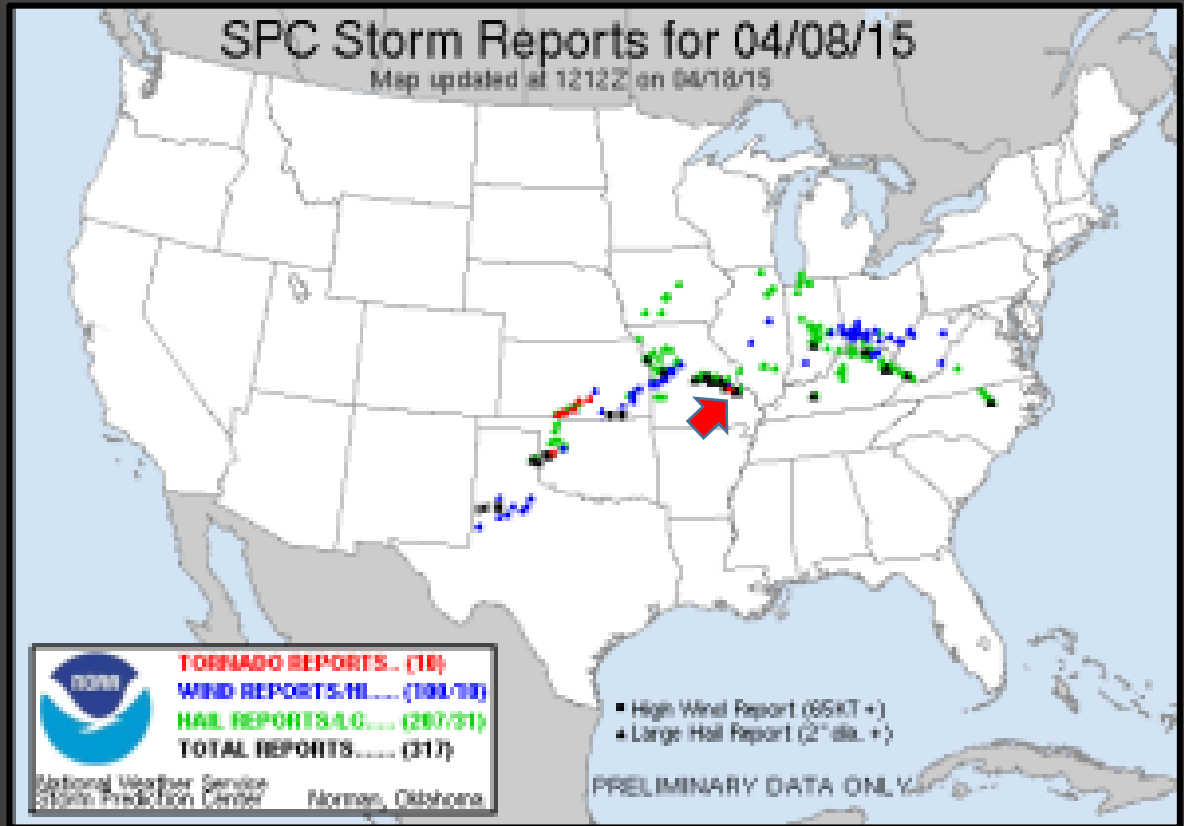 SPC Storm Reports for 04/08/15
Map updated at 1212Z on 04/18/15
TORNADO REPORTS.. (10)
WIND REPORTS/HI..... (100/10)
HAIL REPORTS/LG.... (207/31)
TOTAL REPORTS...... (317)
noaa
National Weather Service
Storm Prediction Center
Norman, Oklahoma
High Wind Report (65KT +)
Large Hail Report (2" dia. +)
PRELIMINARY DATA ONLY.